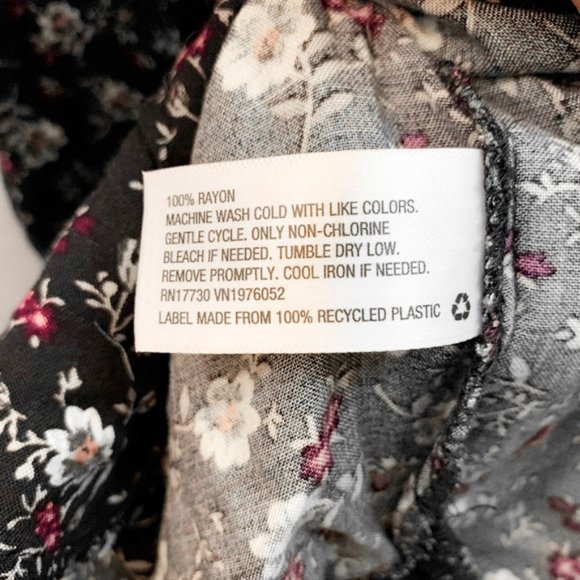 100% RAYON
MACHINE WASH COLD WITH LIKE COLORS.
GENTLE CYCLE. ONLY NON-CHLORINE
BLEACH IF NEEDED. TUMBLE DRY LOW.
REMOVE PROMPTLY. COOL IRON IF NEEDED.
RN17730 VN1976052
LABEL MADE FROM 100% RECYCLED PLASTIC